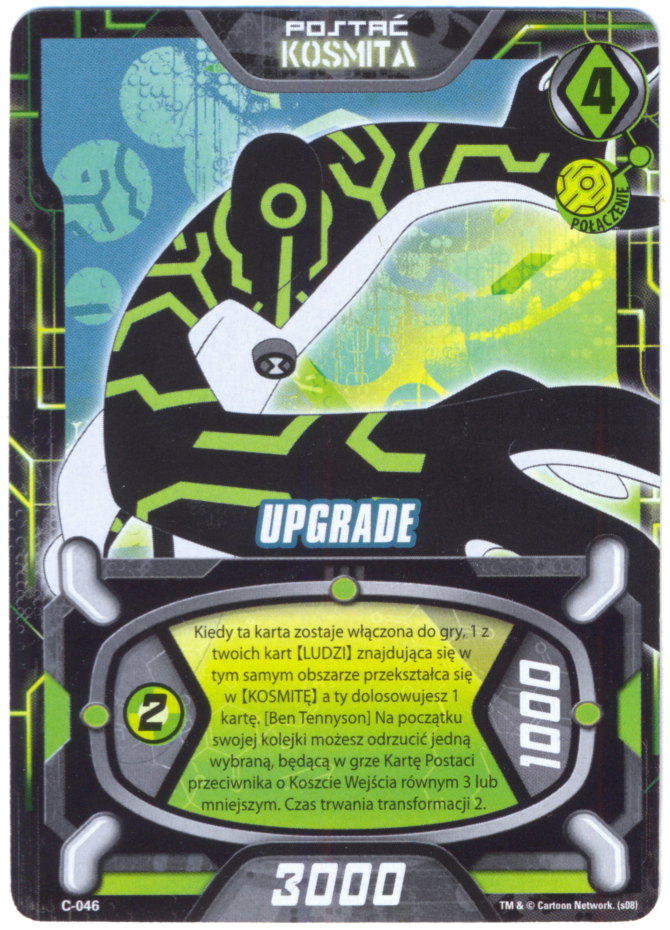 POSTAĆ
KOSMITA
4
POŁĄCZENIE
UPGRADE
Kiedy ta karta zostaje włączona do gry, 1 z
twoich kart 【LUDZI】 znajdująca się w
tym samym obszarze przekształca się
w 【KOSMITĘ】 a ty dolosowujesz 1
kartę. [Ben Tennyson] Na początku
swojej kolejki możesz odrzucić jedną
wybraną, będącą w grze Kartę Postaci
przeciwnika o Koszcie Wejścia równym 3 lub
mniejszym. Czas trwania transformacji 2.
2
1000
3000
C-046
TM & © Cartoon Network. (s08)